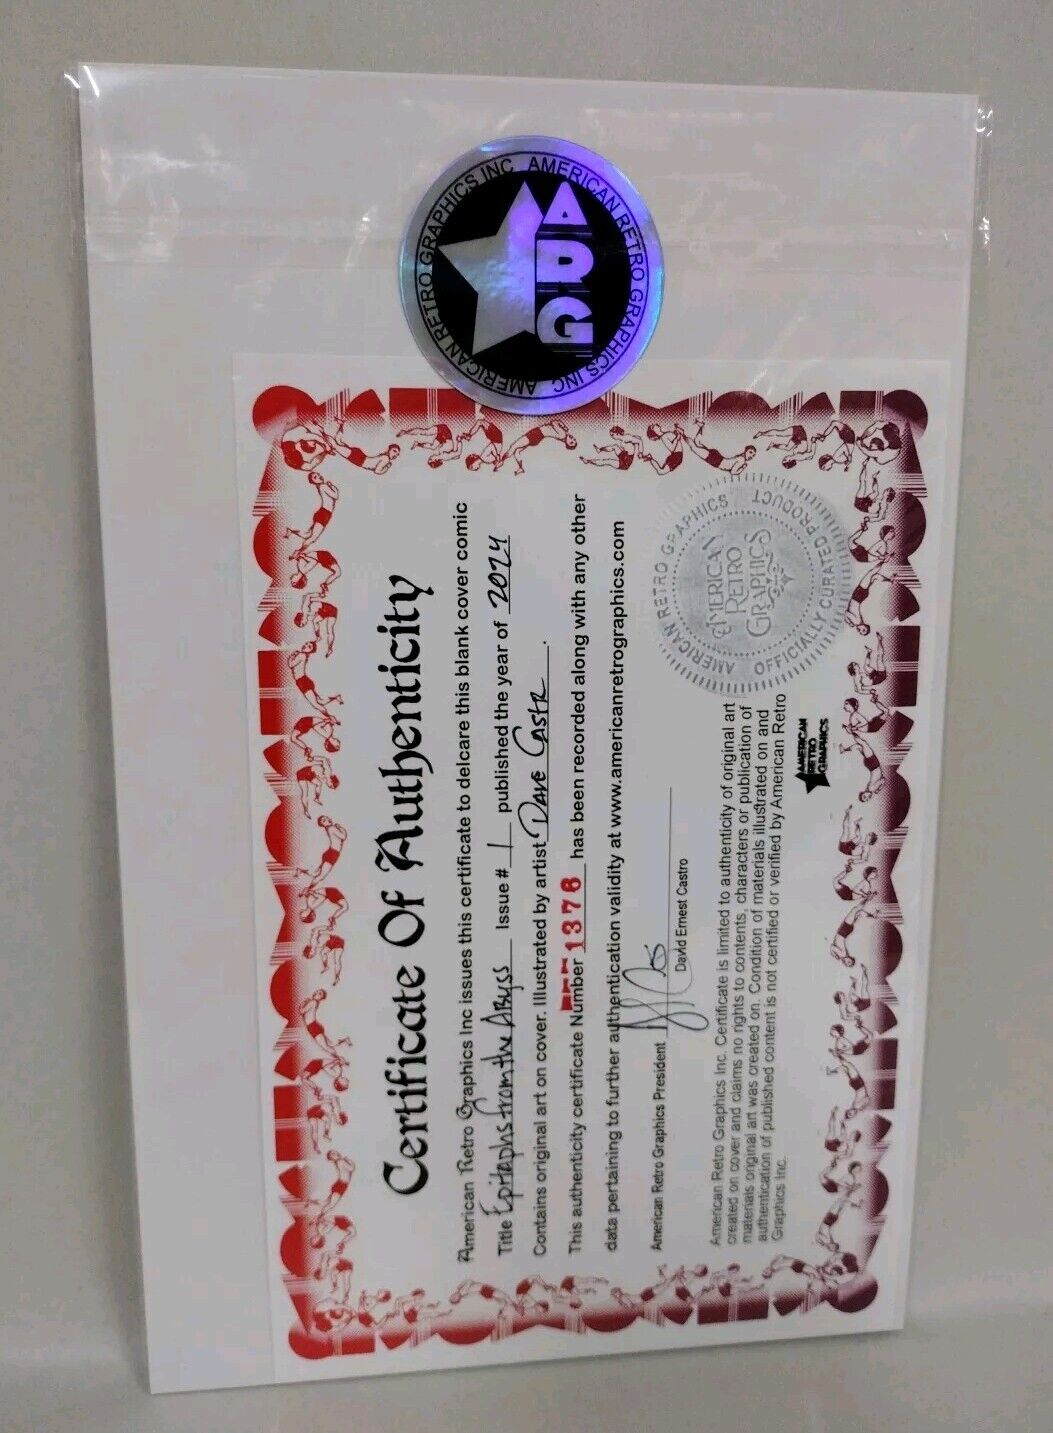 AMERICAN RETRO GRAPHICS INC AMERICAN RETRO GRAPHICS INC
ARG
Certificate Of Authenticity
American Retro Graphics Inc issues this certificate to delcare this blank cover comic
Title Epitaphs from the Abyss Issue # 1 published the year of 2024
Contains original art on cover. Illustrated by artist Dave Castr.
This authenticity certificate Number 1376 has been recorded along with any other
data pertaining to further authentication validity at www.americanretrographics.com
American Retro Graphics President
David Ernest Castro
American Retro Graphics Inc. Certificate is limited to authenticity of original art
created on cover and claims no rights to contents, characters or publication of
materials original art was created on. Condition of materials illustrated on and
authentication of published content is not certified or verified by American Retro
Graphics Inc.
AMERICAN
RETRO
GRAPHICS
AMERICAN RETRO GRAPHICS
OFFICIALLY CURATED PRODUCT
AMERICAN
RETRO
GRAPHICS